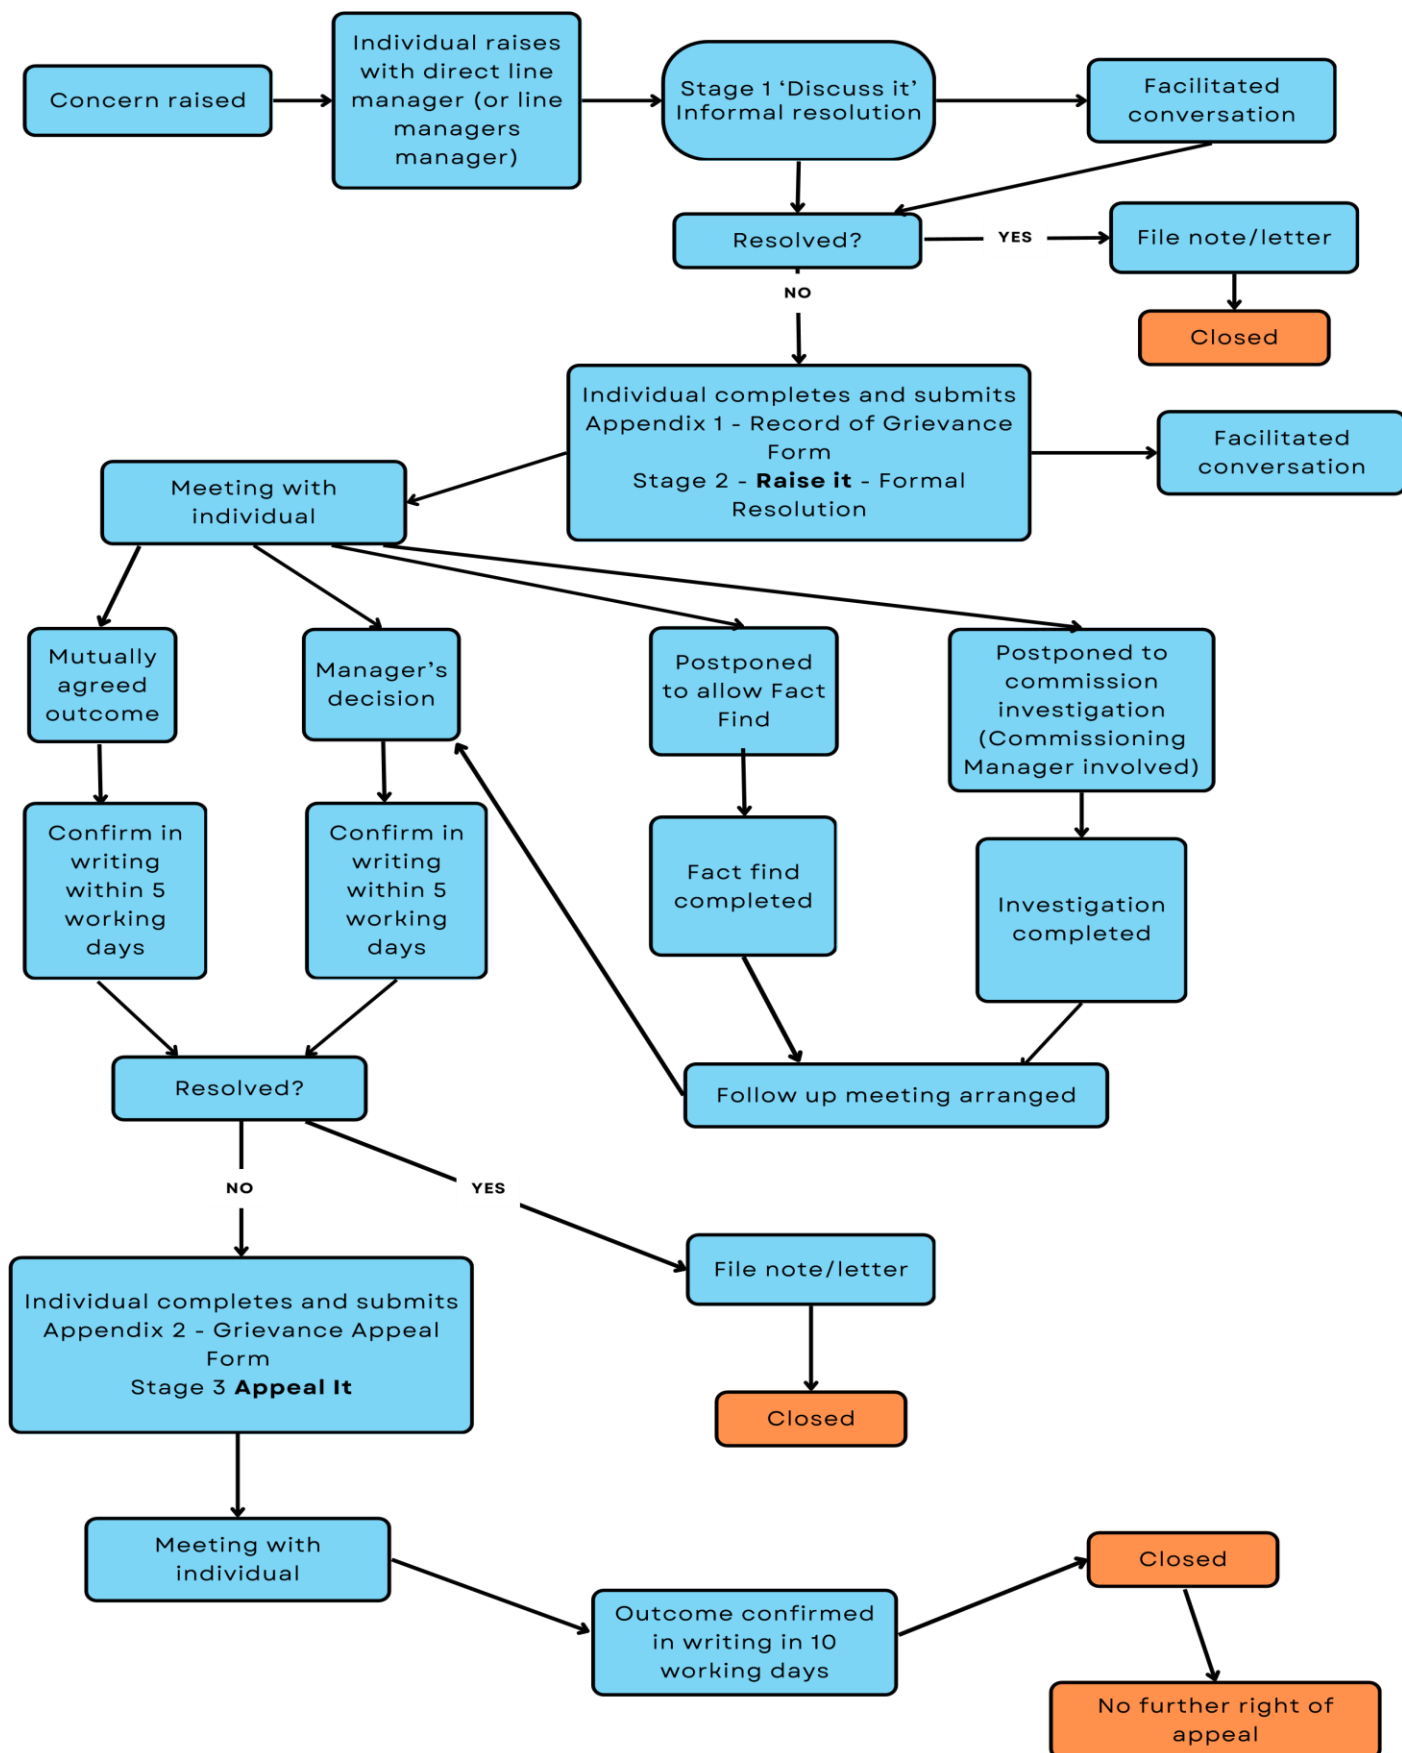 Concern raised
Individual raises
with direct line
manager (or line
managers
manager)
Stage 1 ‘Discuss it’
Informal resolution
Facilitated
conversation
Resolved?
YES
File note/letter
NO
Closed
Individual completes and submits
Appendix 1 - Record of Grievance
Form
Stage 2 - Raise it - Formal
Resolution
Facilitated
conversation
Meeting with
individual
Mutually
agreed
outcome
Manager’s
decision
Postponed
to allow Fact
Find
Postponed to
commission
investigation
(Commissioning
Manager involved)
Confirm in
writing
within 5
working
days
Confirm in
writing
within 5
working
days
Fact find
completed
Investigation
completed
Resolved?
Follow up meeting arranged
NO
YES
File note/letter
Individual completes and submits
Appendix 2 - Grievance Appeal
Form
Stage 3 Appeal It
Closed
Meeting with
individual
Outcome confirmed
in writing in 10
working days
Closed
No further right of
appeal